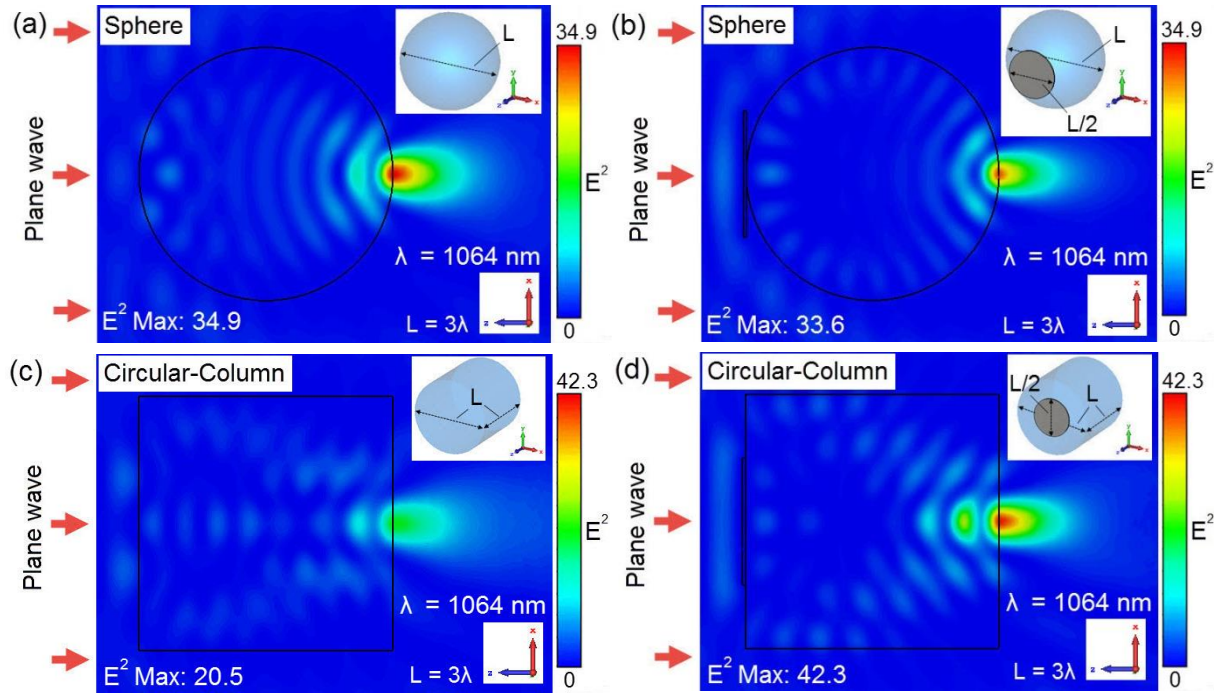 (a)
Sphere
L
y
x
z
34.9
E²
0
Plane wave
λ = 1064 nm
x
z
E² Max: 34.9
L = 3λ
(b)
Sphere
L
L/2
y
x
z
34.9
E²
0
Plane wave
λ = 1064 nm
x
z
E² Max: 33.6
L = 3λ
(c)
Circular-Column
L
y
x
z
42.3
E²
0
Plane wave
λ = 1064 nm
x
z
E² Max: 20.5
L = 3λ
(d)
Circular-Column
L/2
L
y
x
z
42.3
E²
0
Plane wave
λ = 1064 nm
x
z
E² Max: 42.3
L = 3λ